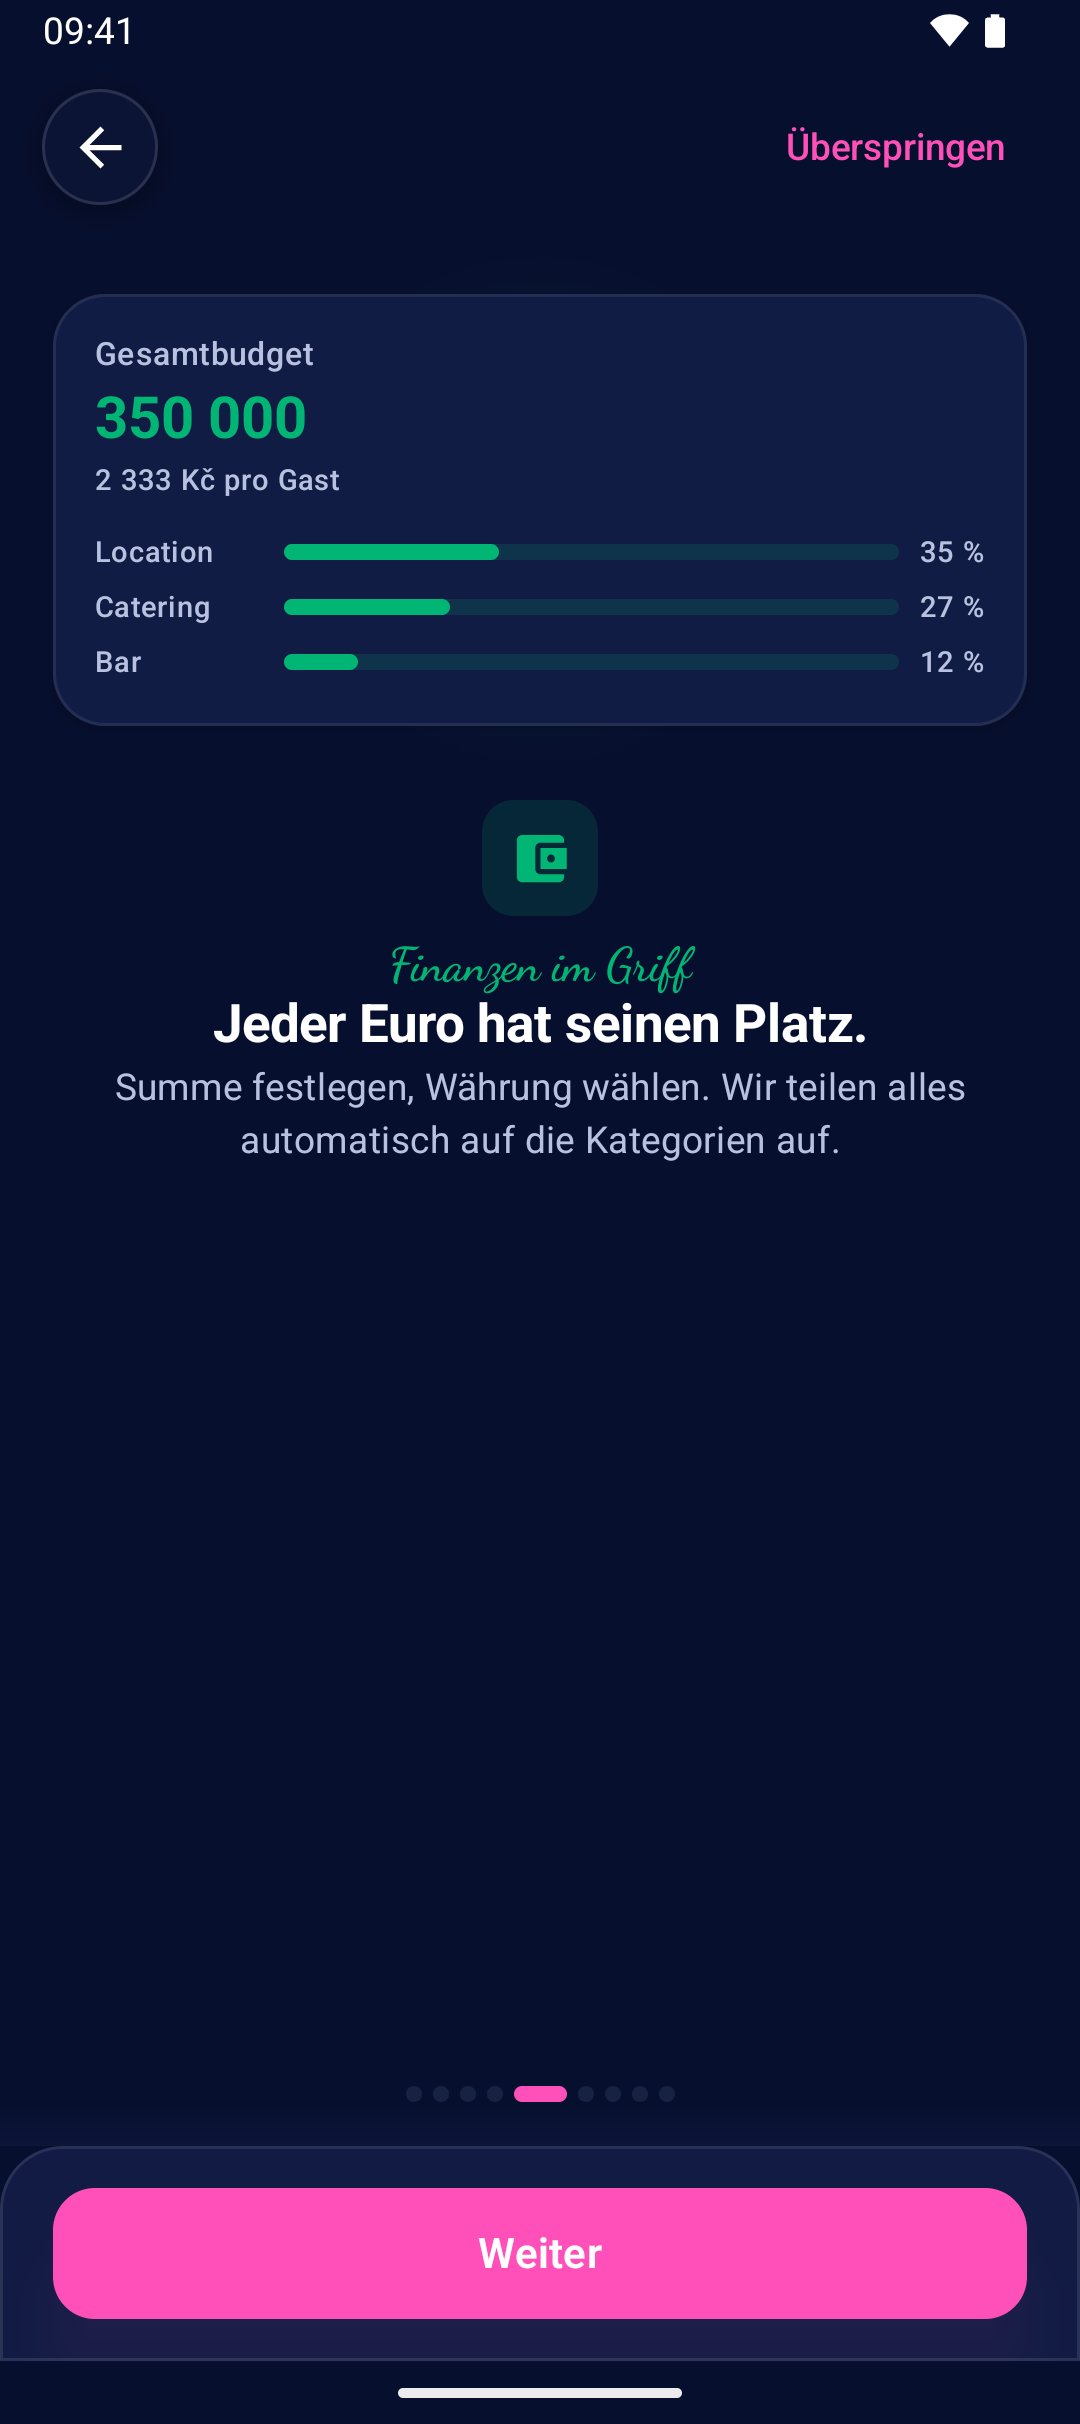 09:41
Überspringen
Gesamtbudget
350 000
2 333 Kč pro Gast
Location 35 %
Catering 27 %
Bar 12 %
Finanzen im Griff
Jeder Euro hat seinen Platz.
Summe festlegen, Währung wählen. Wir teilen alles
automatisch auf die Kategorien auf.
Weiter